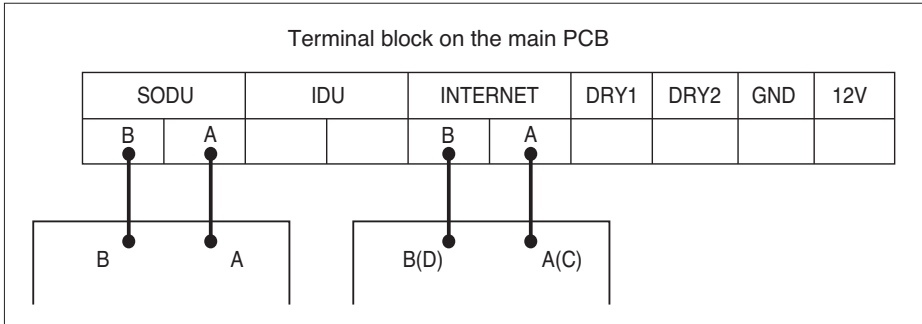 Terminal block on the main PCB
SODU IDU INTERNET DRY1 DRY2 GND 12V
B A B A
B A B(D) A(C)